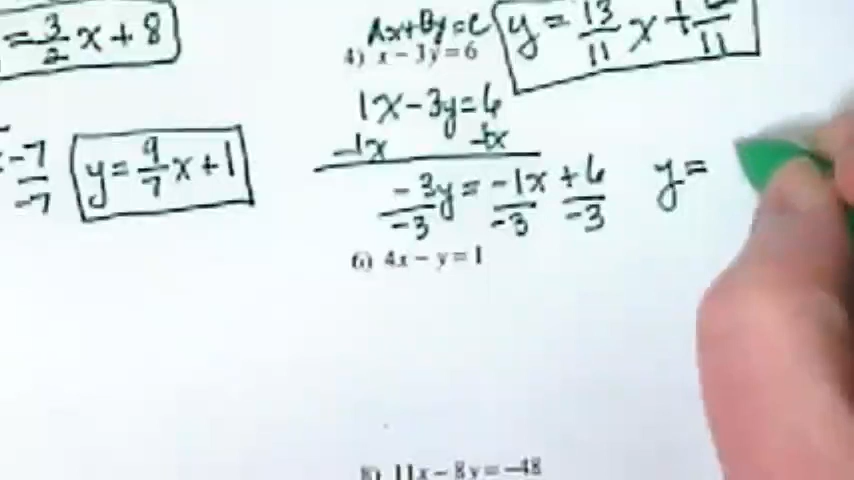 = 3/2 x + 8
Ax + By = C
y = 13/11 x + /11
4) x - 3y = 6
1x - 3y = 6
-1x -1x
-7/-7
y = 9/7 x + 1
-3y/-3 = -1x/-3 + 6/-3
y =
6) 4x - y = 1
8) 11x - 8y = -48